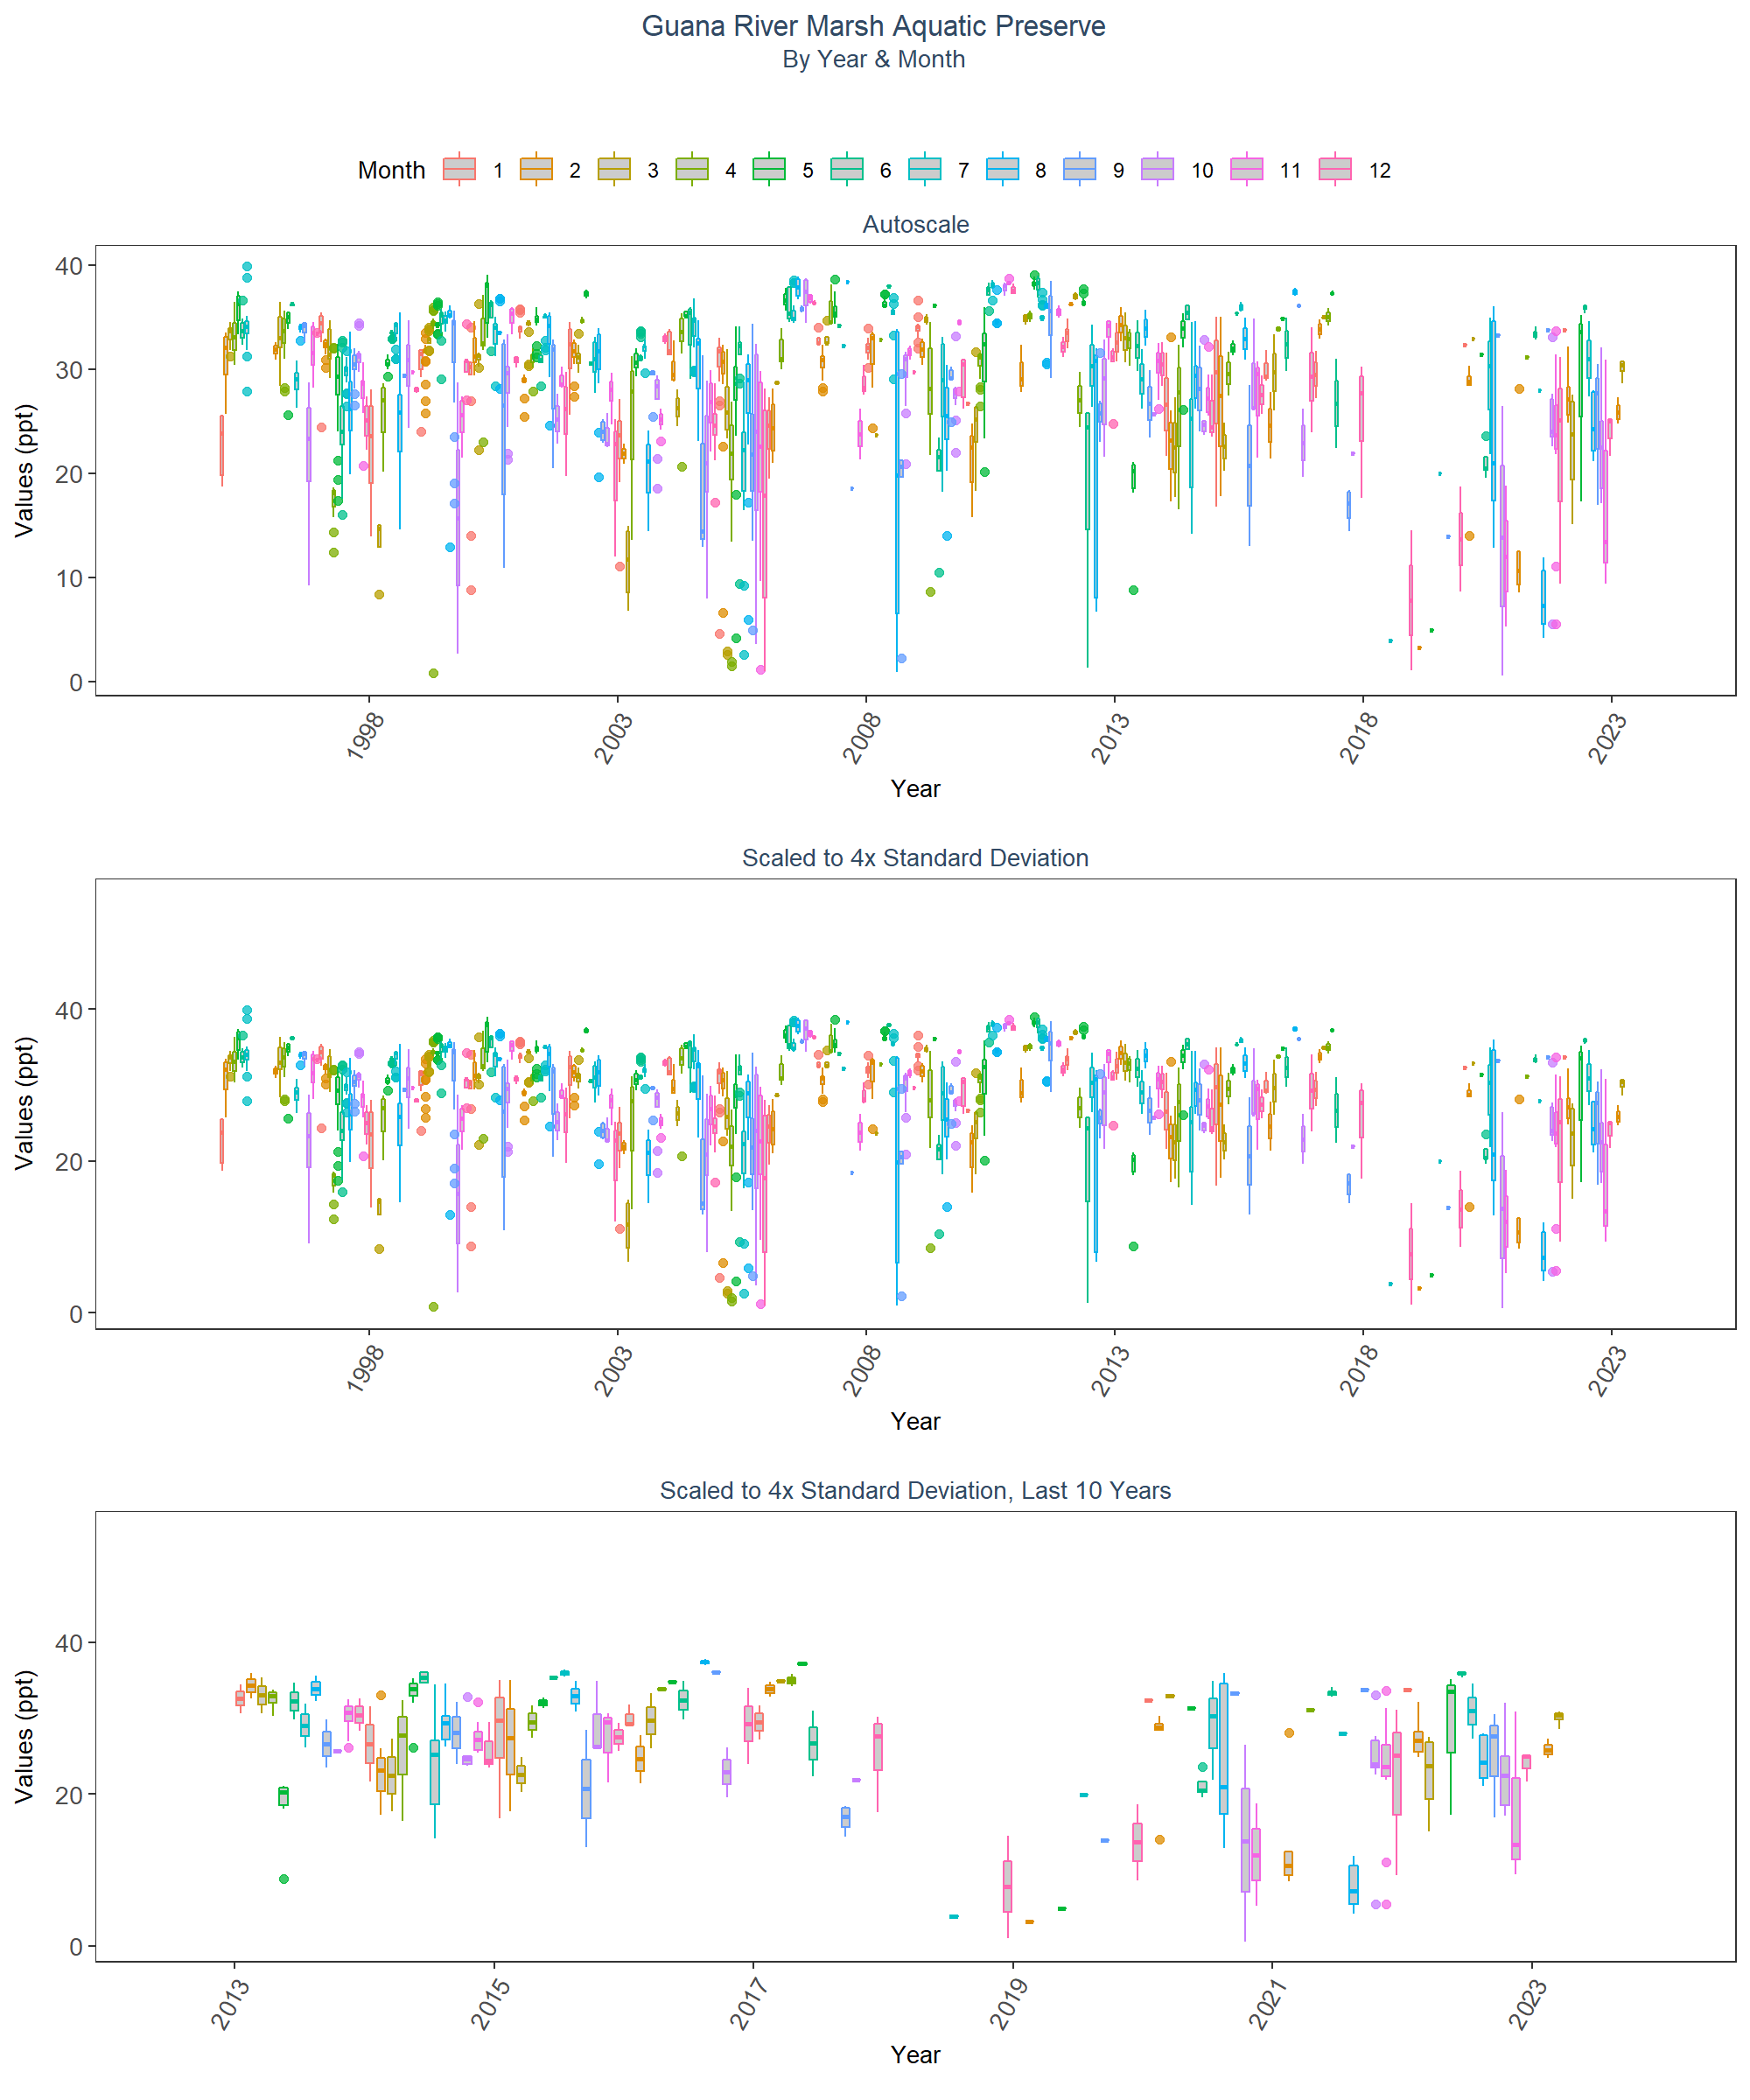 Guana River Marsh Aquatic Preserve
By Year & Month
Month 1 2 3 4 5 6 7 8 9 10 11 12
Autoscale
40
30
20
10
0
Values (ppt)
1998 2003 2008 2013 2018 2023
Year
Scaled to 4x Standard Deviation
40
20
0
Values (ppt)
1998 2003 2008 2013 2018 2023
Year
Scaled to 4x Standard Deviation, Last 10 Years
40
20
0
Values (ppt)
2013 2015 2017 2019 2021 2023
Year